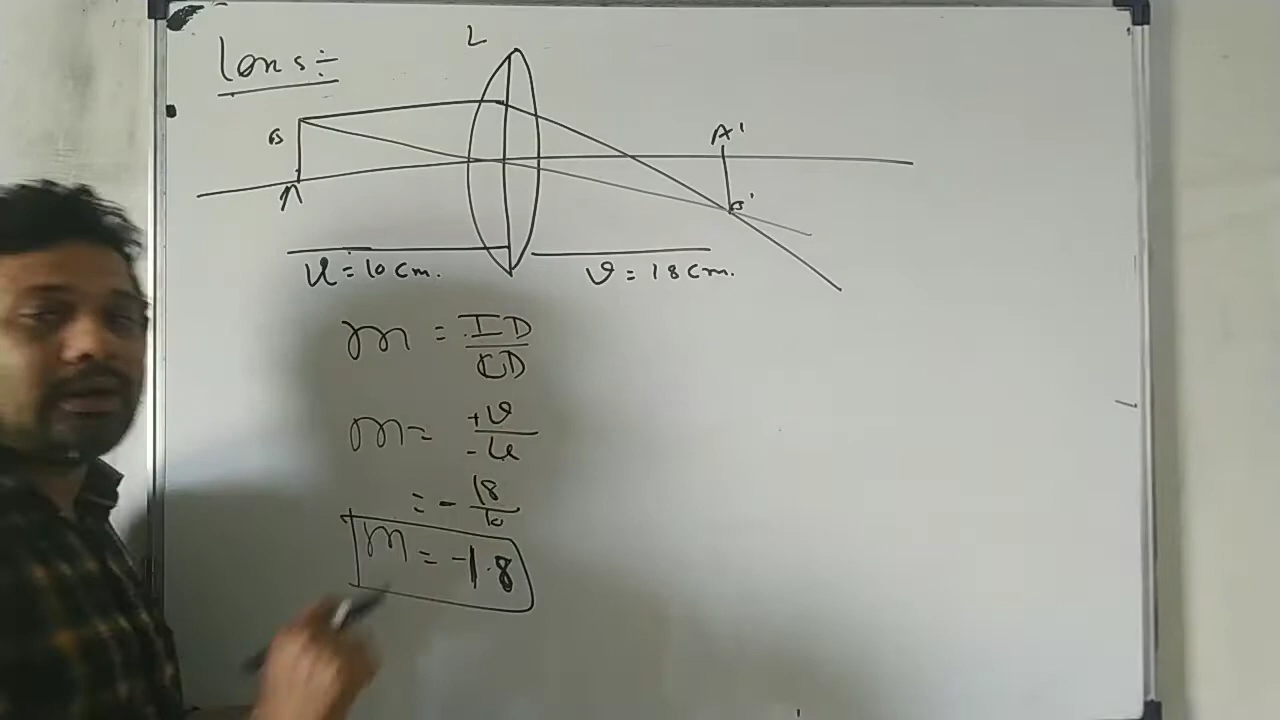 Lens :-
L
B
A
A'
B'
u = 10 cm.
v = 18 cm.
m = ID/OD
m = +v/-u
= - 18/10
m = -1.8